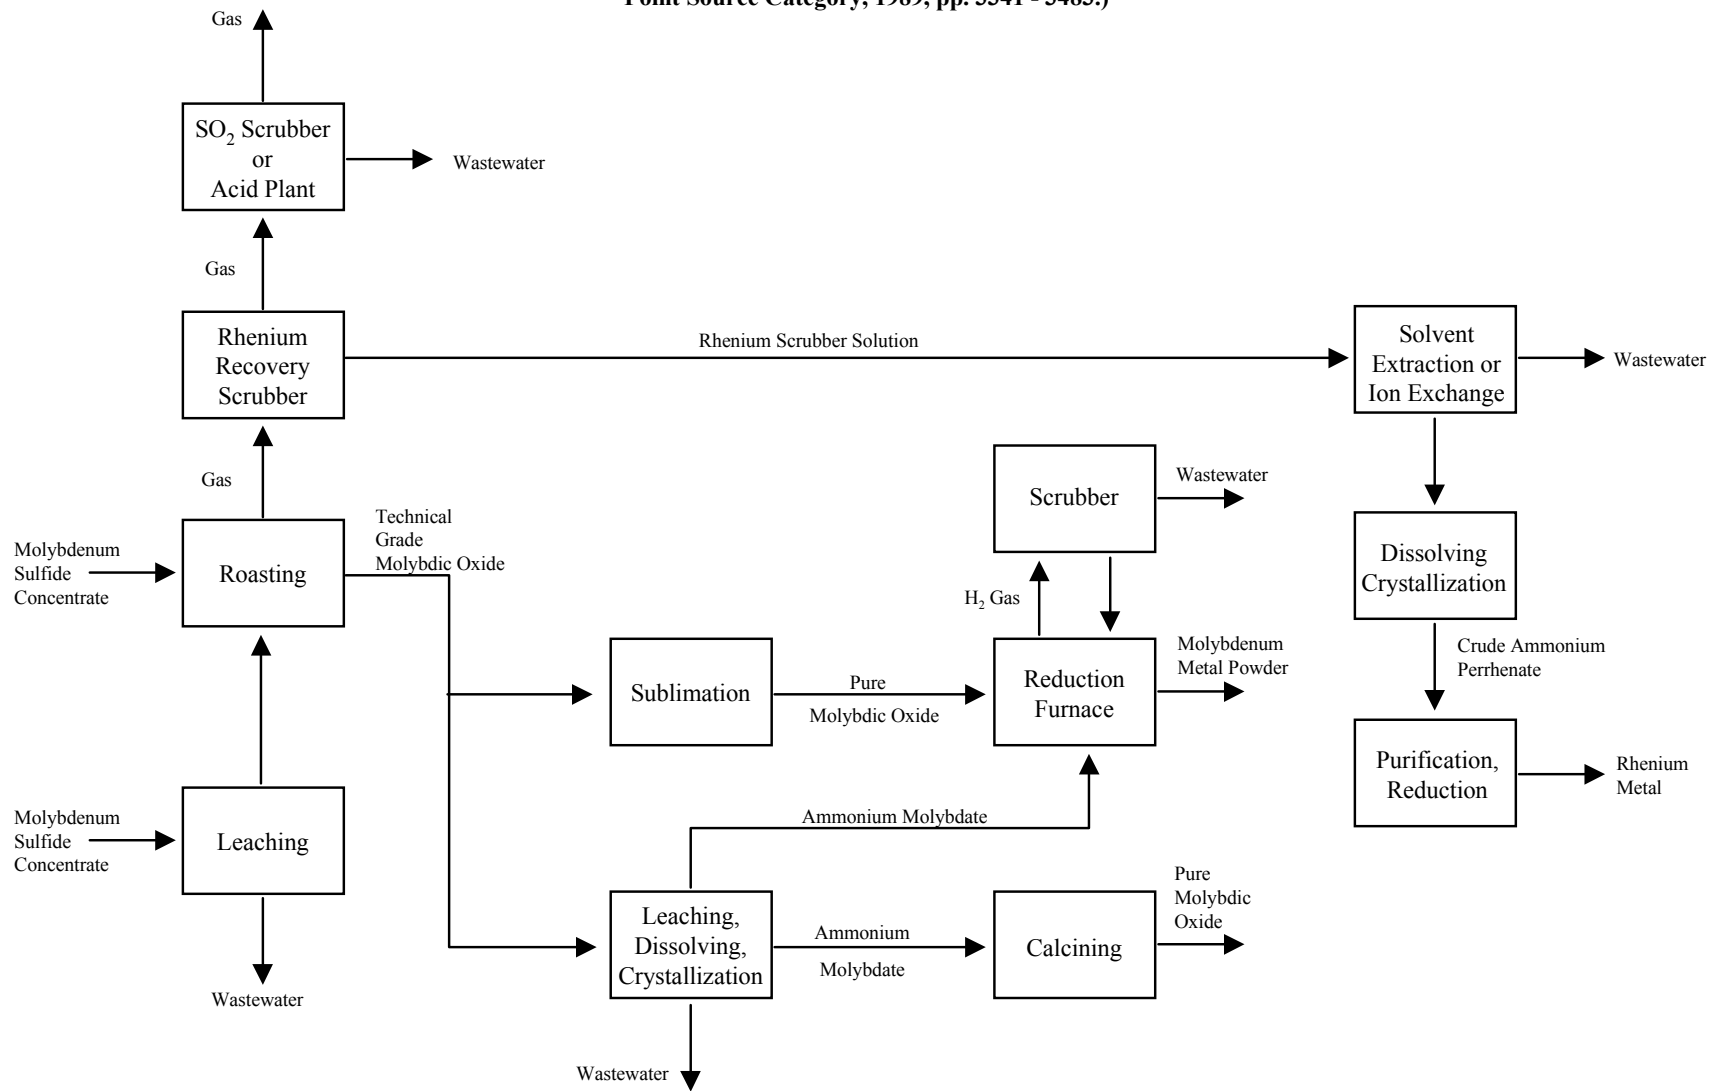 Point Source Category, 1989, pp. 3341 - 3485.)
Gas
SO2 Scrubber
or
Acid Plant
Wastewater
Gas
Rhenium
Recovery
Scrubber
Rhenium Scrubber Solution
Solvent
Extraction or
Ion Exchange
Wastewater
Gas
Technical
Grade
Molybdic Oxide
Molybdenum
Sulfide
Concentrate
Roasting
Scrubber
Wastewater
H2 Gas
Dissolving
Crystallization
Crude Ammonium
Perrhenate
Sublimation
Pure
Molybdic Oxide
Reduction
Furnace
Molybdenum
Metal Powder
Purification,
Reduction
Rhenium
Metal
Molybdenum
Sulfide
Concentrate
Leaching
Wastewater
Ammonium Molybdate
Leaching,
Dissolving,
Crystallization
Ammonium
Molybdate
Calcining
Pure
Molybdic
Oxide
Wastewater